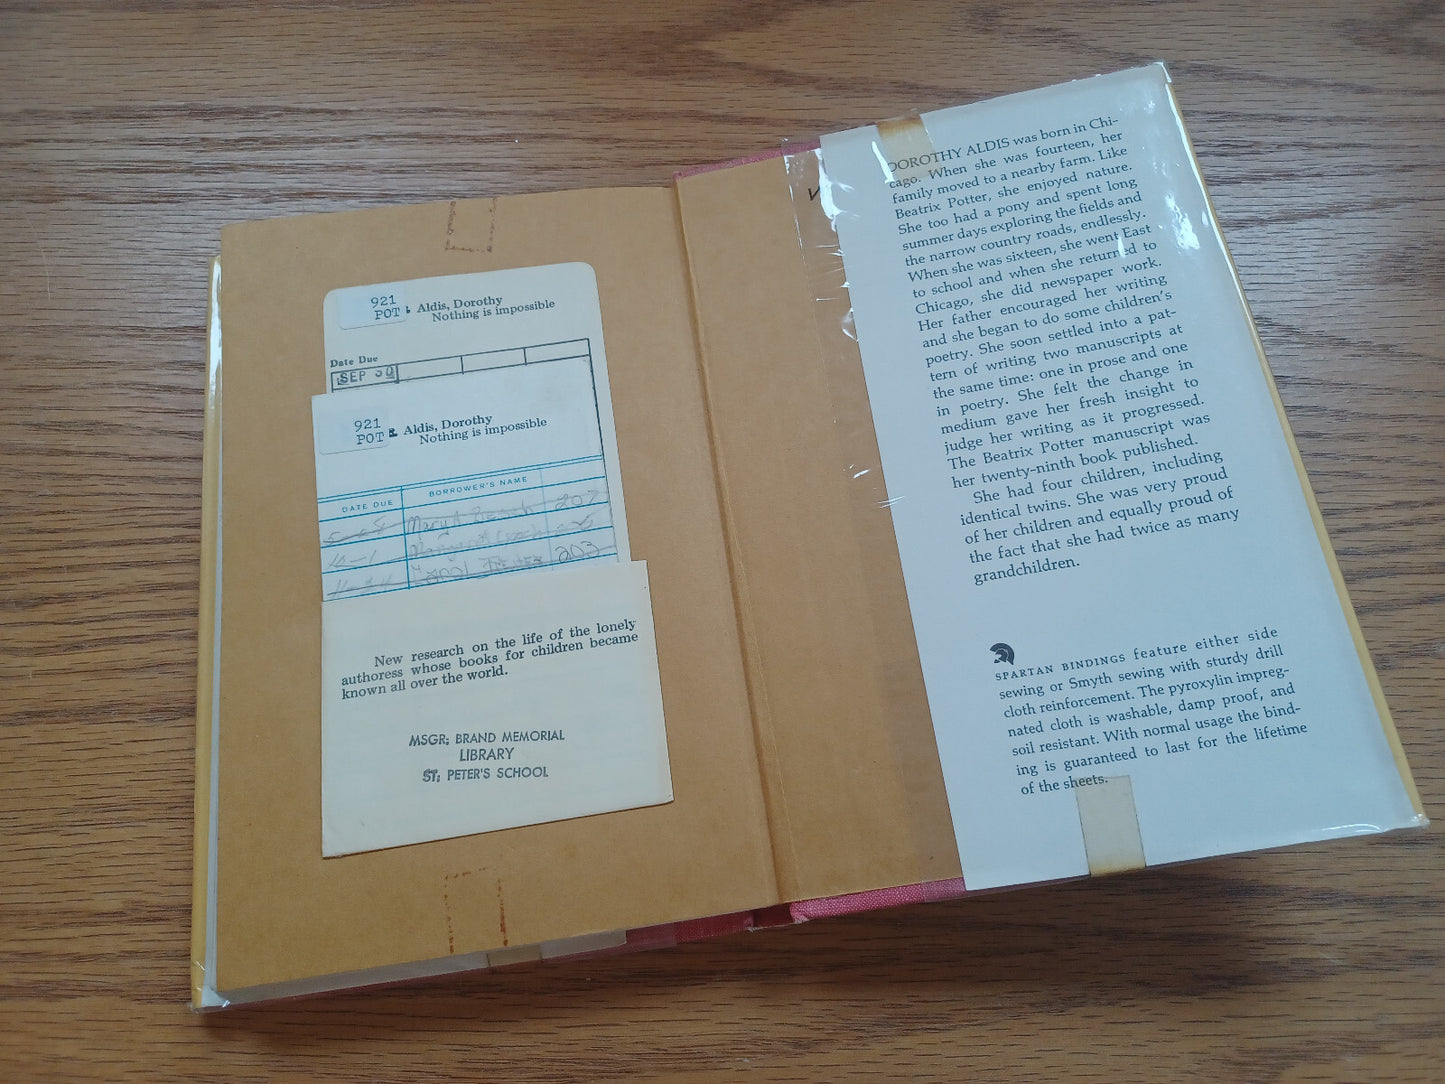 921
POT
Aldis, Dorothy
Nothing is impossible
Date Due
SEP 30
921
POT
Aldis, Dorothy
Nothing is impossible
DATE DUE
BORROWER'S NAME
207
10-1
203
New research on the life of the lonely
authoress whose books for children became
known all over the world.
MSGR; BRAND MEMORIAL
LIBRARY
ST; PETER'S SCHOOL
DOROTHY ALDIS was born in Chi-
cago. When she was fourteen, her
family moved to a nearby farm. Like
Beatrix Potter, she enjoyed nature.
She too had a pony and spent long
summer days exploring the fields and
the narrow country roads, endlessly.
When she was sixteen, she went East
to school and when she returned to
Chicago, she did newspaper work.
Her father encouraged her writing
and she began to do some children's
poetry. She soon settled into a pat-
tern of writing two manuscripts at
the same time: one in prose and one
in poetry. She felt the change in
medium gave her fresh insight to
judge her writing as it progressed.
The Beatrix Potter manuscript was
her twenty-ninth book published.
She had four children, including
identical twins. She was very proud
of her children and equally proud of
the fact that she had twice as many
grandchildren.
SPARTAN BINDINGS feature either side
sewing or Smyth sewing with sturdy drill
cloth reinforcement. The pyroxylin impreg-
nated cloth is washable, damp proof, and
soil resistant. With normal usage the bind-
ing is guaranteed to last for the lifetime
of the sheets.